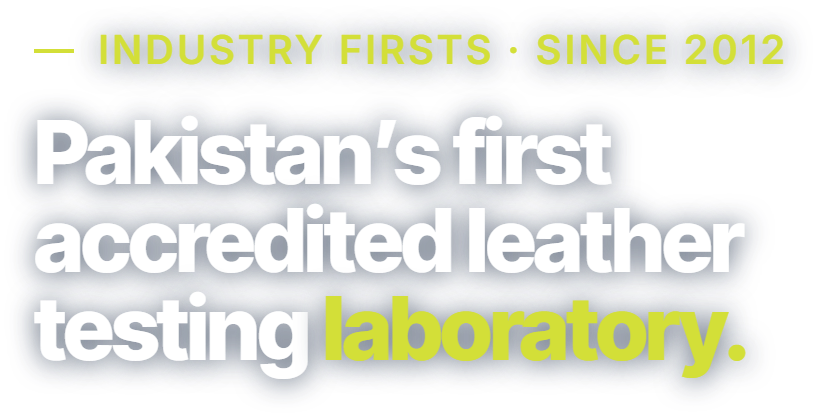 — INDUSTRY FIRSTS · SINCE 2012
Pakistan’s first
accredited leather
testing laboratory.